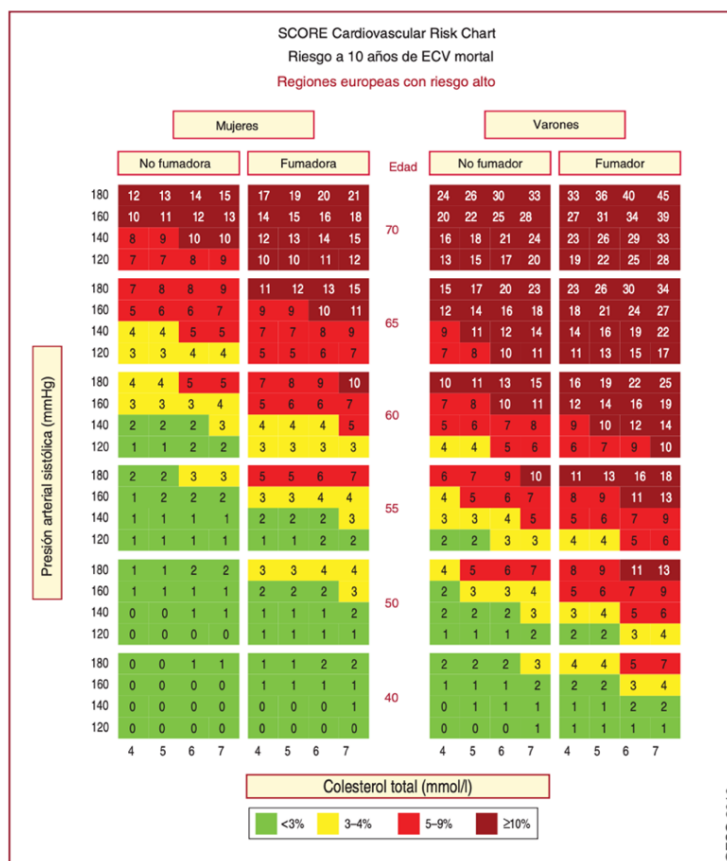 SCORE Cardiovascular Risk Chart
Riesgo a 10 años de ECV mortal
Regiones europeas con riesgo alto
Mujeres Varones
No fumadora Fumadora Edad No fumador Fumador
180 12 13 14 15 17 19 20 21 24 26 30 33 33 36 40 45
160 10 11 12 13 14 15 16 18 20 22 25 28 27 31 34 39
70
140 8 9 10 10 12 13 14 15 16 18 21 24 23 26 29 33
120 7 7 8 9 10 10 11 12 13 15 17 20 19 22 25 28
180 7 8 8 9 11 12 13 15 15 17 20 23 23 26 30 34
160 5 6 6 7 9 9 10 11 12 14 16 18 18 21 24 27
65
140 4 4 5 5 7 7 8 9 9 11 12 14 14 16 19 22
120 3 3 4 4 5 5 6 7 7 8 10 11 11 13 15 17
180 4 4 5 5 7 8 9 10 10 11 13 15 16 19 22 25
160 3 3 3 4 5 6 6 7 7 8 10 11 12 14 16 19
60
140 2 2 2 3 4 4 4 5 5 6 7 8 9 10 12 14
120 1 1 2 2 3 3 3 3 4 4 5 6 6 7 9 10
180 2 2 3 3 5 5 6 7 6 7 9 10 11 13 16 18
160 1 2 2 2 3 3 4 4 4 5 6 7 8 9 11 13
55
140 1 1 1 1 2 2 2 3 3 3 4 5 5 6 7 9
120 1 1 1 1 1 1 2 2 2 2 3 3 4 4 5 6
180 1 1 2 2 3 3 4 4 4 5 6 7 8 9 11 13
160 1 1 1 1 2 2 2 3 2 3 3 4 5 6 7 9
50
140 0 0 1 1 1 1 1 2 2 2 2 3 3 4 5 6
120 0 0 0 0 1 1 1 1 1 1 1 2 2 2 3 4
180 0 0 1 1 1 1 2 2 2 2 2 3 4 4 5 7
160 0 0 0 0 1 1 1 1 1 1 1 2 2 2 3 4
40
140 0 0 0 0 0 0 0 1 0 1 1 1 1 1 2 2
120 0 0 0 0 0 0 0 0 0 0 0 1 1 1 1 1
4 5 6 7 4 5 6 7 4 5 6 7 4 5 6 7
Presión arterial sistólica (mmHg)
Colesterol total (mmol/l)
<3% 3–4% 5–9% ≥10%